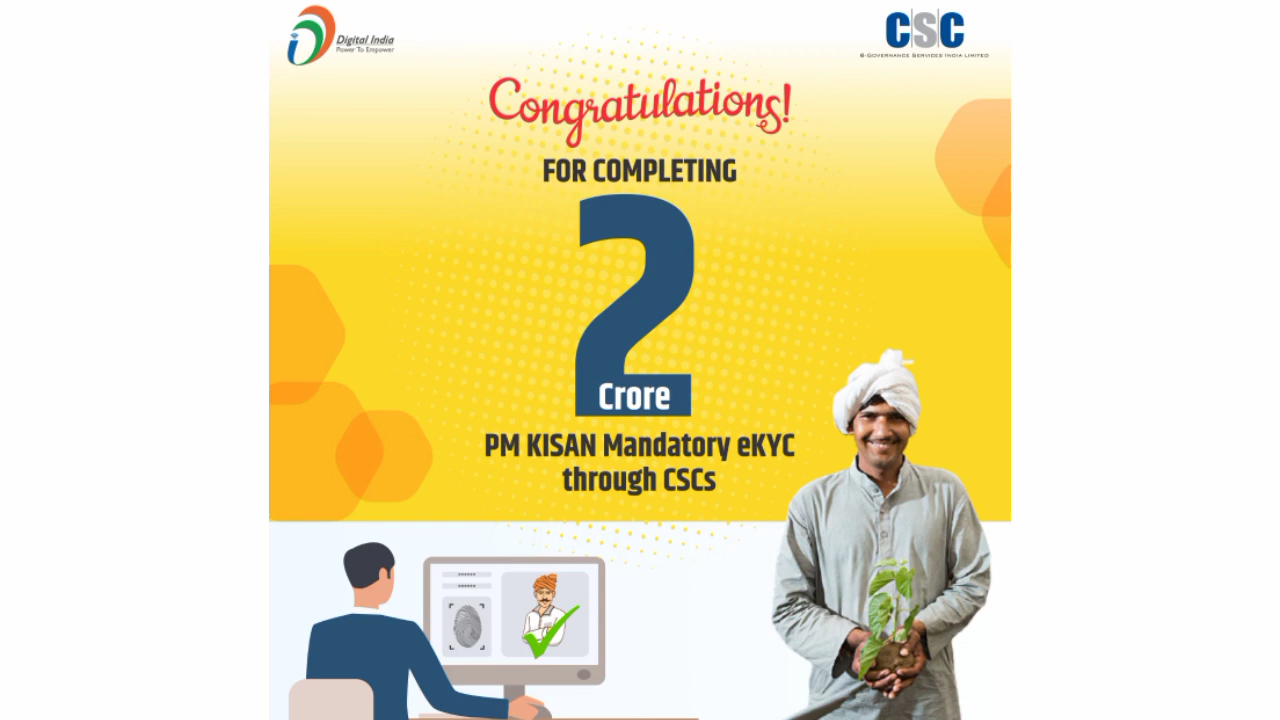 Digital India
Power To Empower
CSC
e-Governance Services India Limited
Congratulations!
FOR COMPLETING
2
Crore
PM KISAN Mandatory eKYC
through CSCs